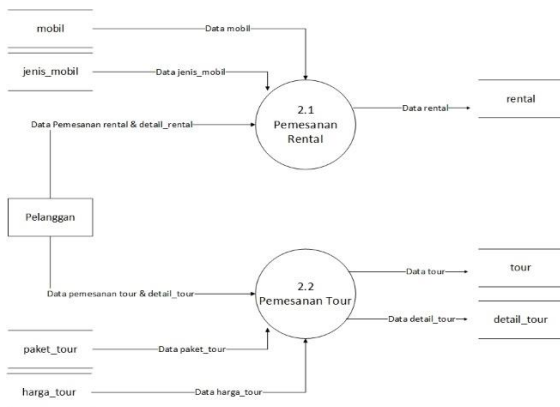 mobil
Data mobil
jenis_mobil
Data jenis_mobil
2.1
Pemesanan
Rental
Data rental
rental
Data Pemesanan rental & detail_rental
Pelanggan
Data pemesanan tour & detail_tour
2.2
Pemesanan Tour
Data tour
tour
Data detail_tour
detail_tour
paket_tour
Data paket_tour
harga_tour
Data harga_tour